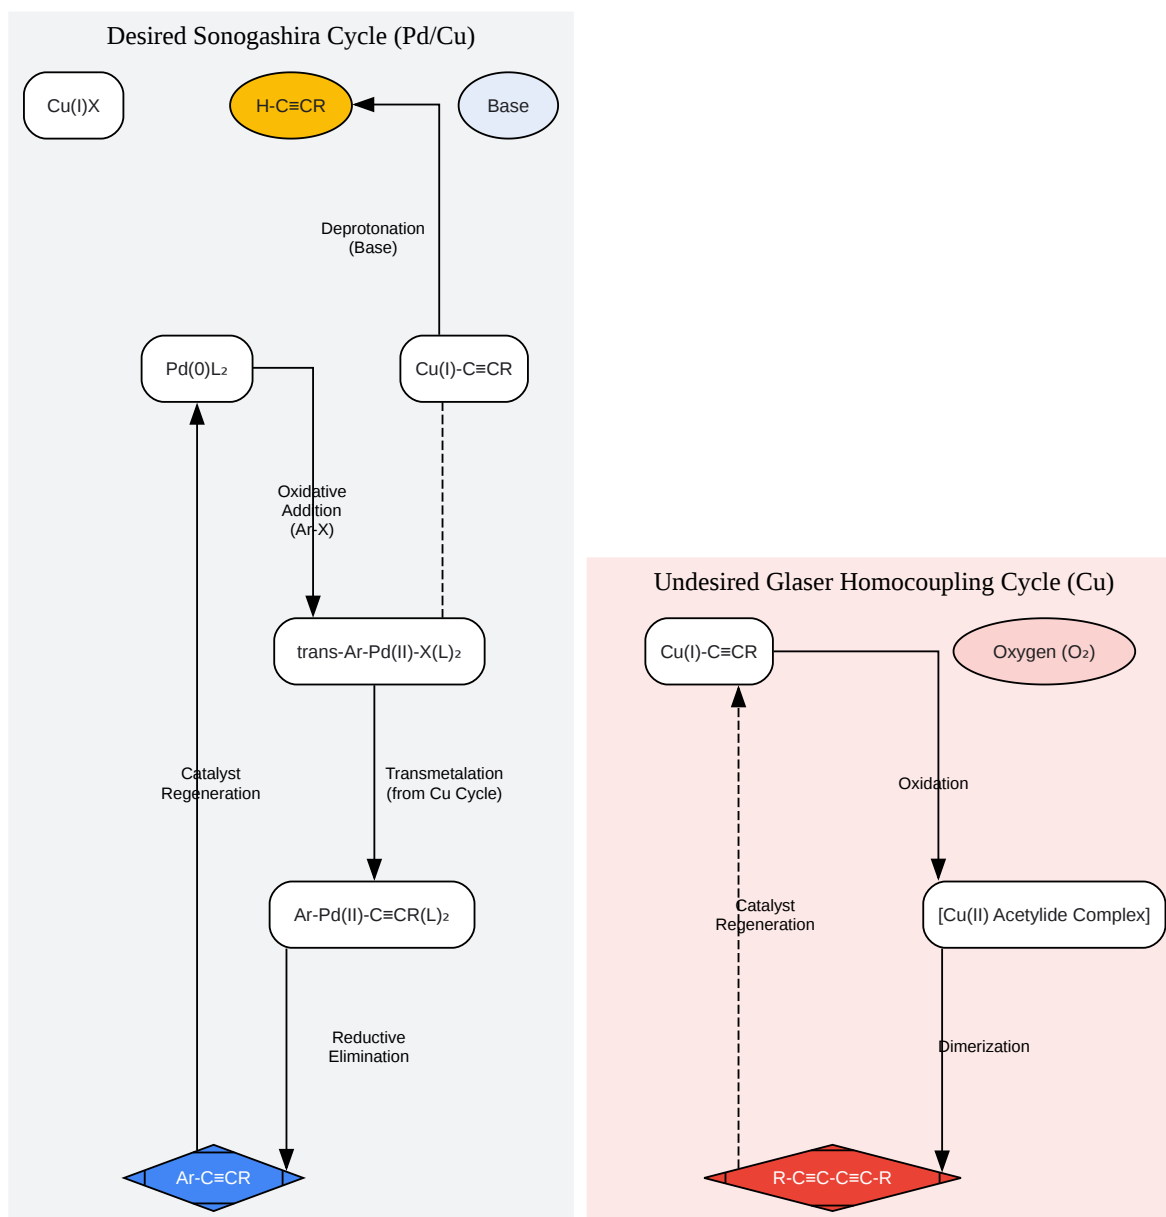 Desired Sonogashira Cycle (Pd/Cu)
Cu(I)X
H-C≡CR
Base
Deprotonation
(Base)
Pd(0)L₂
Cu(I)-C≡CR
Oxidative
Addition
(Ar-X)
trans-Ar-Pd(II)-X(L)₂
Catalyst
Regeneration
Transmetalation
(from Cu Cycle)
Ar-Pd(II)-C≡CR(L)₂
Reductive
Elimination
Ar-C≡CR
Undesired Glaser Homocoupling Cycle (Cu)
Cu(I)-C≡CR
Oxygen (O₂)
Oxidation
Catalyst
Regeneration
[Cu(II) Acetylide Complex]
Dimerization
R-C≡C-C≡C-R